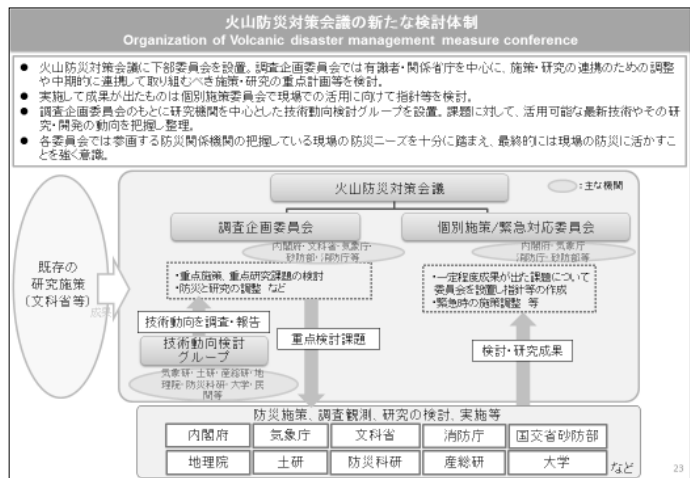 火山防災対策会議の新たな検討体制
Organization of Volcanic disaster management measure conference
● 火山防災対策会議に下部委員会を設置。調査企画委員会では有識者・関係省庁を中心に、施策・研究の連携のための調整
や中期的に連携して取り組むべき施策・研究の重点計画等を検討。
● 実施して成果が出たものは個別施策委員会で現場での活用に向けて指針等を検討。
● 調査企画委員会のもとに研究機関を中心とした技術動向検討グループを設置。課題に対して、活用可能な最新技術やその研
究・開発の動向を把握し整理。
● 各委員会では参画する防災関係機関の把握している現場の防災ニーズを十分に踏まえ、最終的には現場の防災に活かすこ
とを強く意識。
火山防災対策会議
:主な機関
調査企画委員会
個別施策/緊急対応委員会
内閣府・文科省・気象庁・
砂防部・消防庁等
内閣府・気象庁
消防庁・砂防部等
既存の
研究施策
(文科省等)
成果
・重点施策、重点研究課題の検討
・防災と研究の調整 など
・一定程度成果が出た課題について
委員会を設置し指針等の作成
・緊急時の施策調整 等
技術動向を調査・報告
重点検討課題
検討・研究成果
技術動向検討
グループ
気象研・土研・産総研・地
理院・防災科研・大学・民
間等
防災施策、調査観測、研究の検討、実施等
内閣府 気象庁 文科省 消防庁 国交省砂防部
地理院 土研 防災科研 産総研 大学 など
23